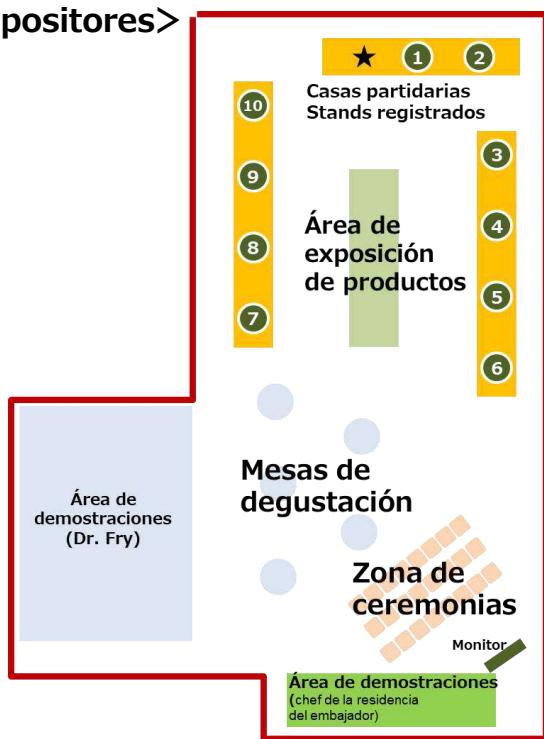 positores>
★ 1 2
Casas partidarias
Stands registrados
10
9
8
7
3
4
5
6
Área de
exposición
de productos
Mesas de
degustación
Área de
demostraciones
(Dr. Fry)
Zona de
ceremonias
Monitor
Área de demostraciones
(chef de la residencia
del embajador)